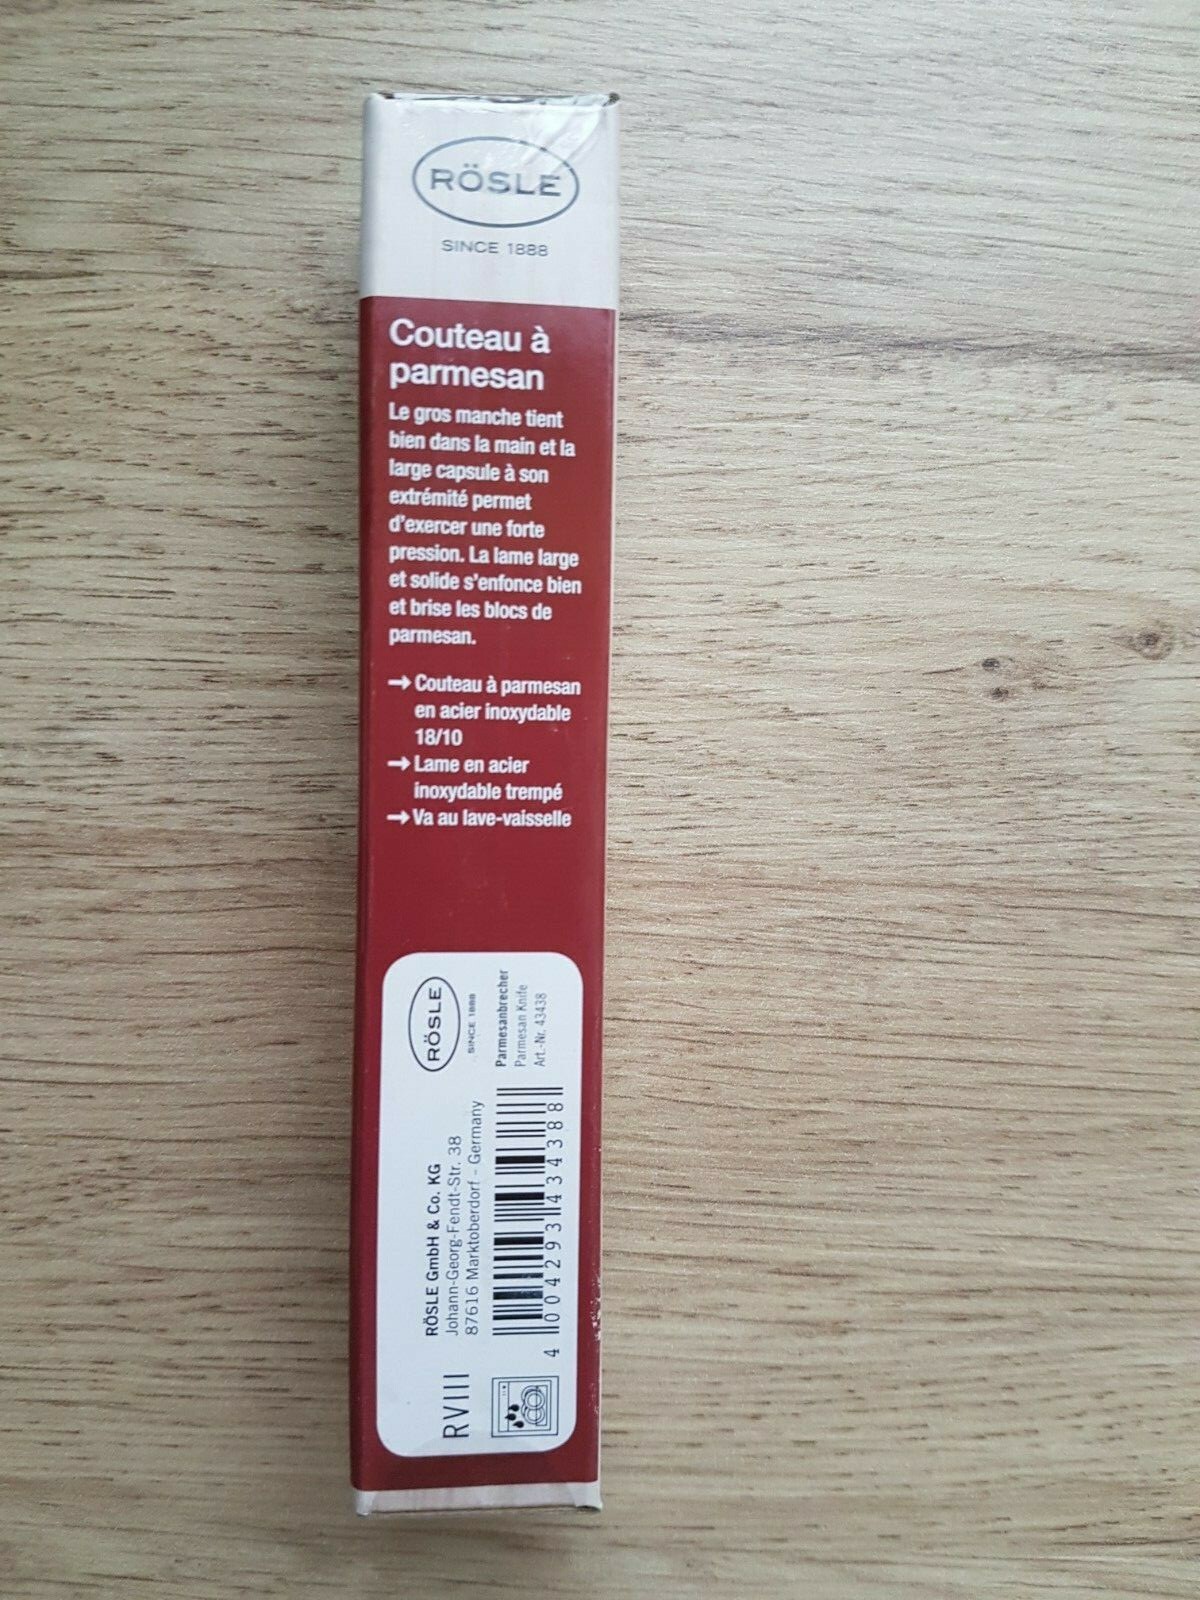 RÖSLE
SINCE 1888
Couteau à
parmesan
Le gros manche tient
bien dans la main et la
large capsule à son
extrémité permet
d'exercer une forte
pression. La lame large
et solide s'enfonce bien
et brise les blocs de
parmesan.
→ Couteau à parmesan
en acier inoxydable
18/10
→ Lame en acier
inoxydable trempé
→ Va au lave-vaisselle
RÖSLE
SINCE 1888
Parmesanbrecher
Parmesan Knife
Art.-Nr. 43438
RÖSLE GmbH & Co. KG
Johann-Georg-Fendt-Str. 38
87616 Marktoberdorf - Germany
4 004293 434388
RVIII